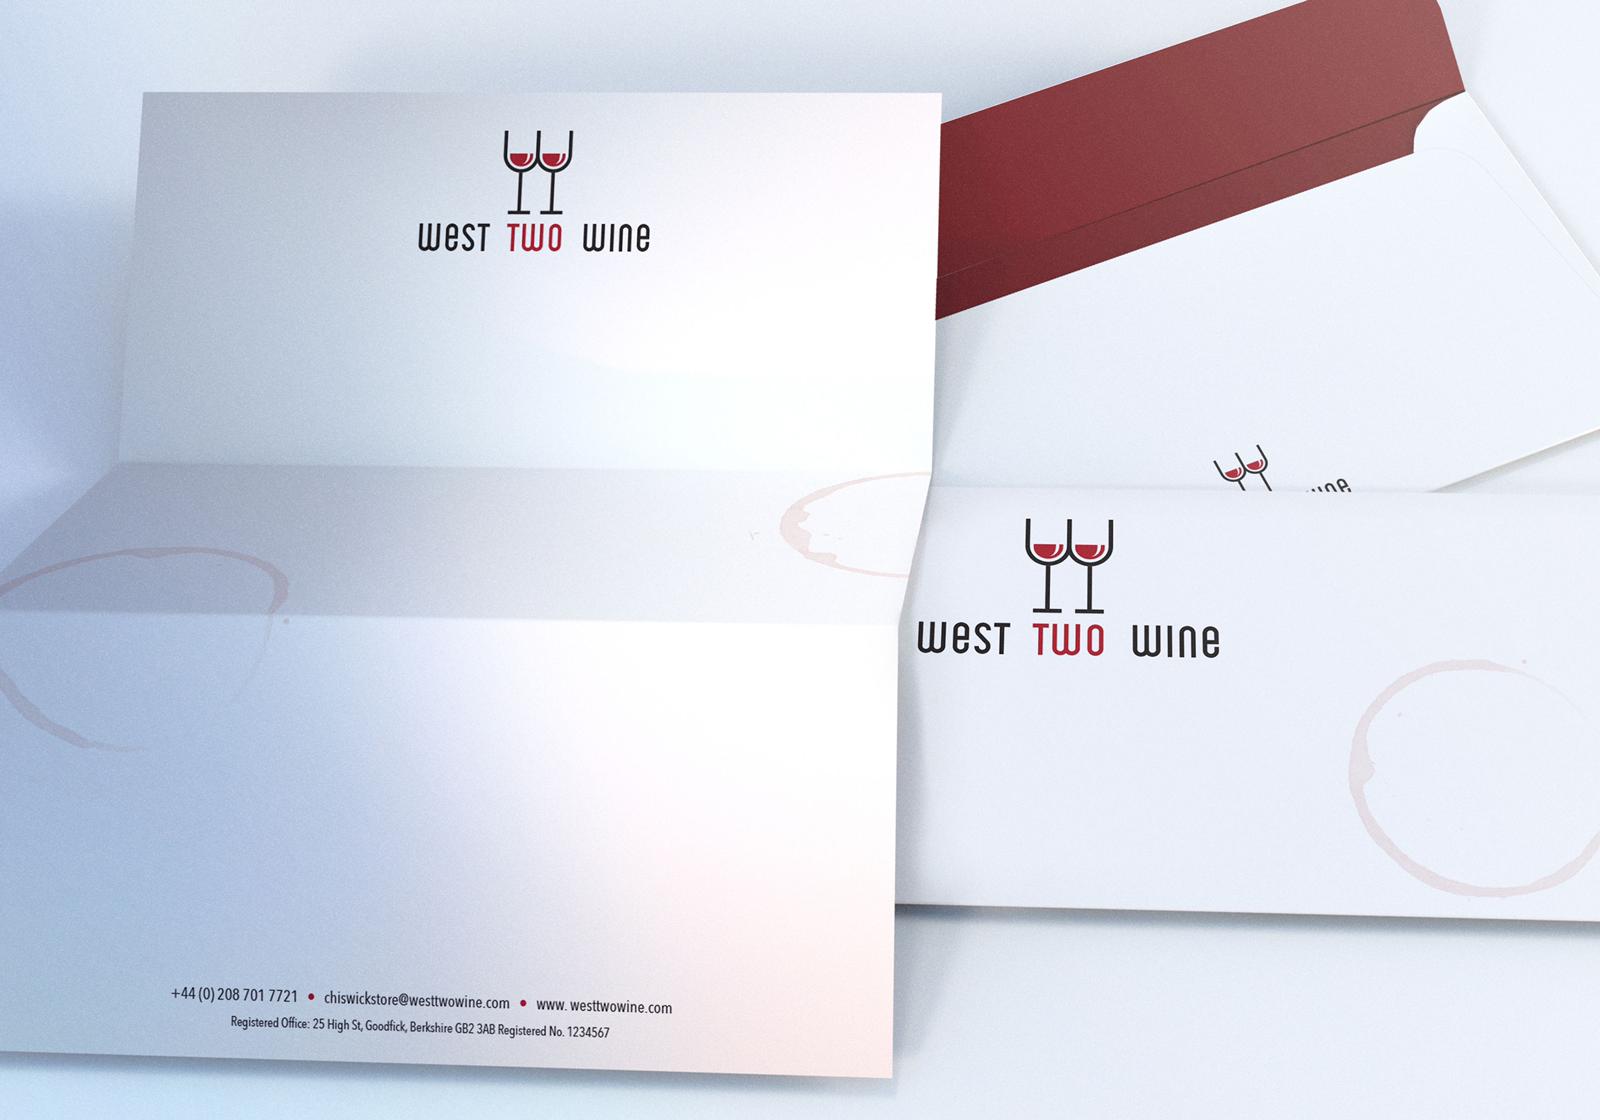 WEST TWO WINE
+44 (0) 208 701 7721 • chiswickstore@westtwowine.com • www. westtwowine.com
Registered Office: 25 High St, Goodfick, Berkshire GB2 3AB Registered No. 1234567
WINE
WEST TWO WINE